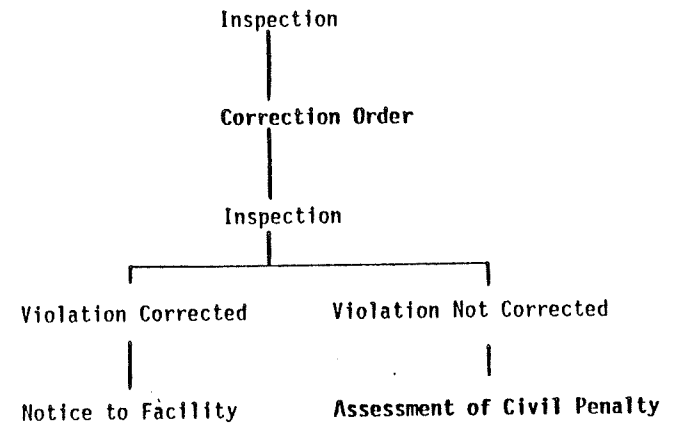 Inspection
Correction Order
Inspection
Violation Corrected
Violation Not Corrected
Notice to Facility
Assessment of Civil Penalty